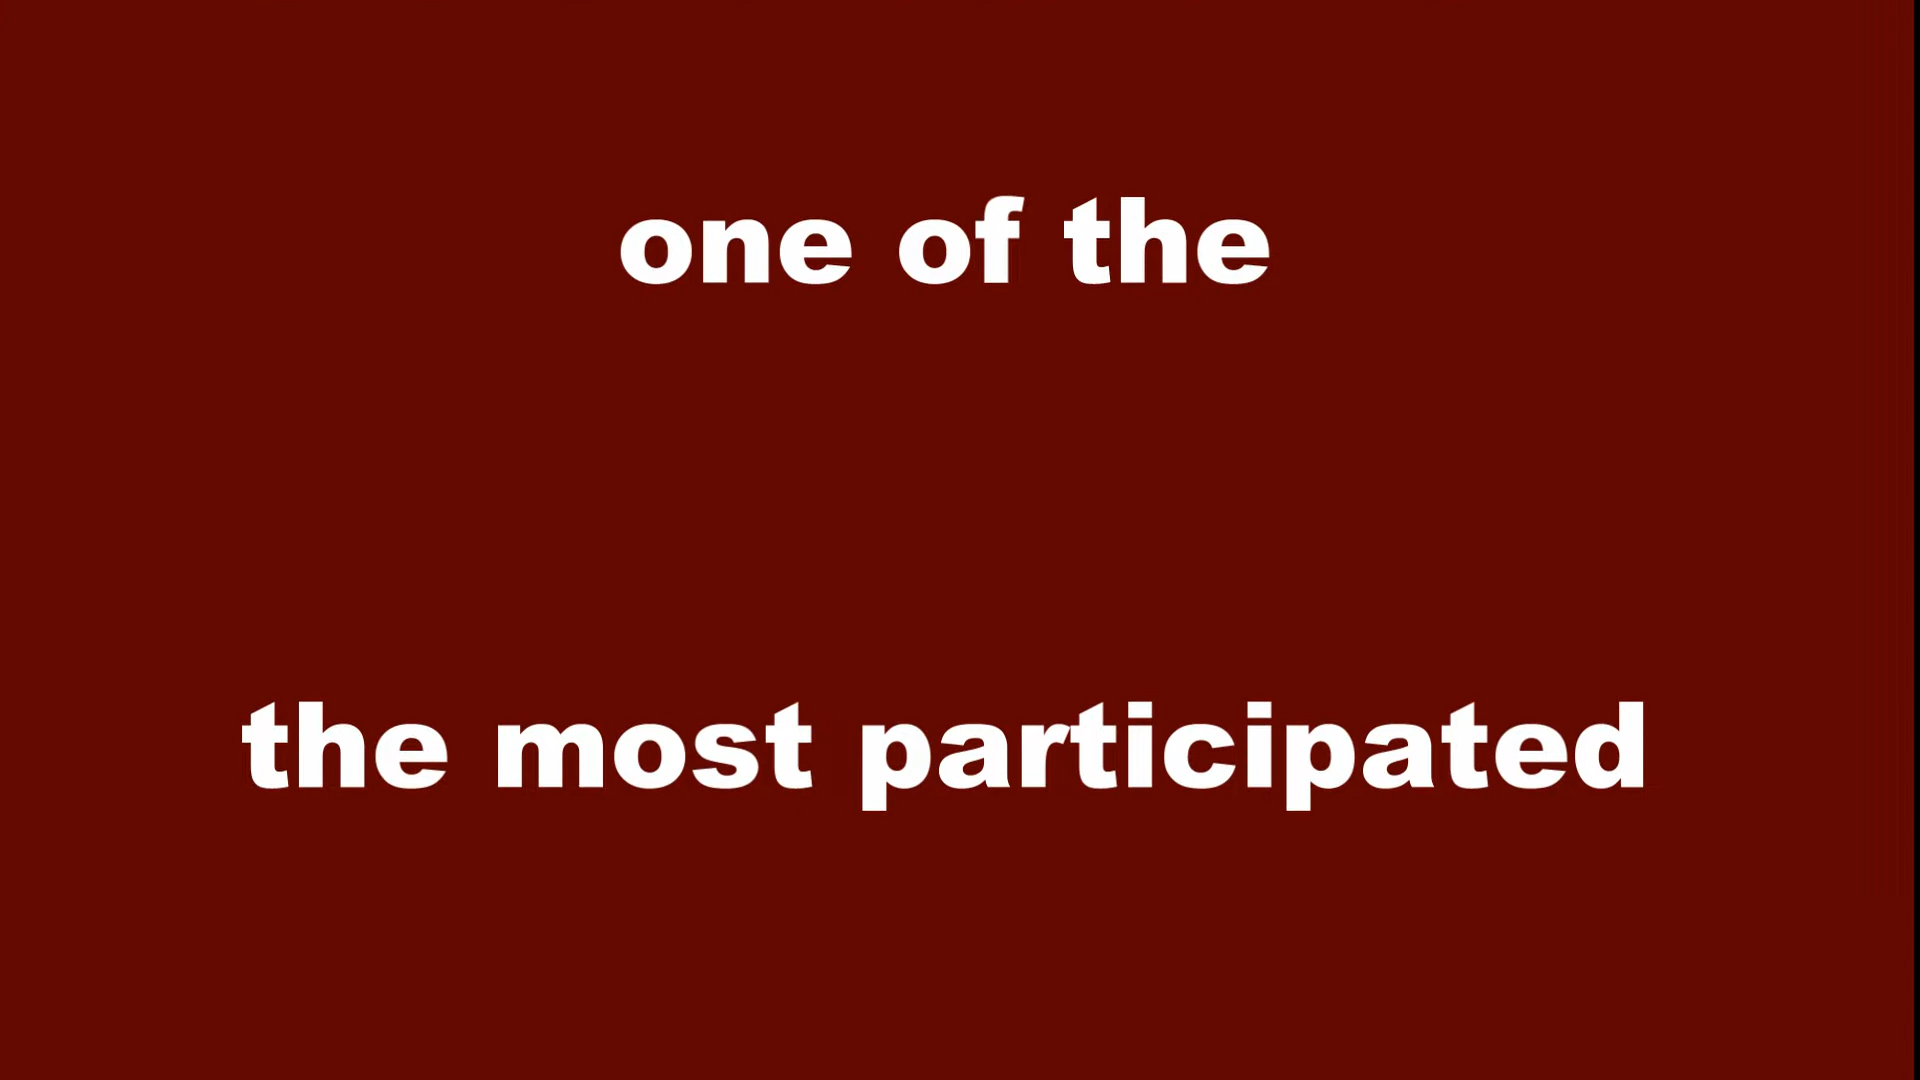 one of the
the most participated